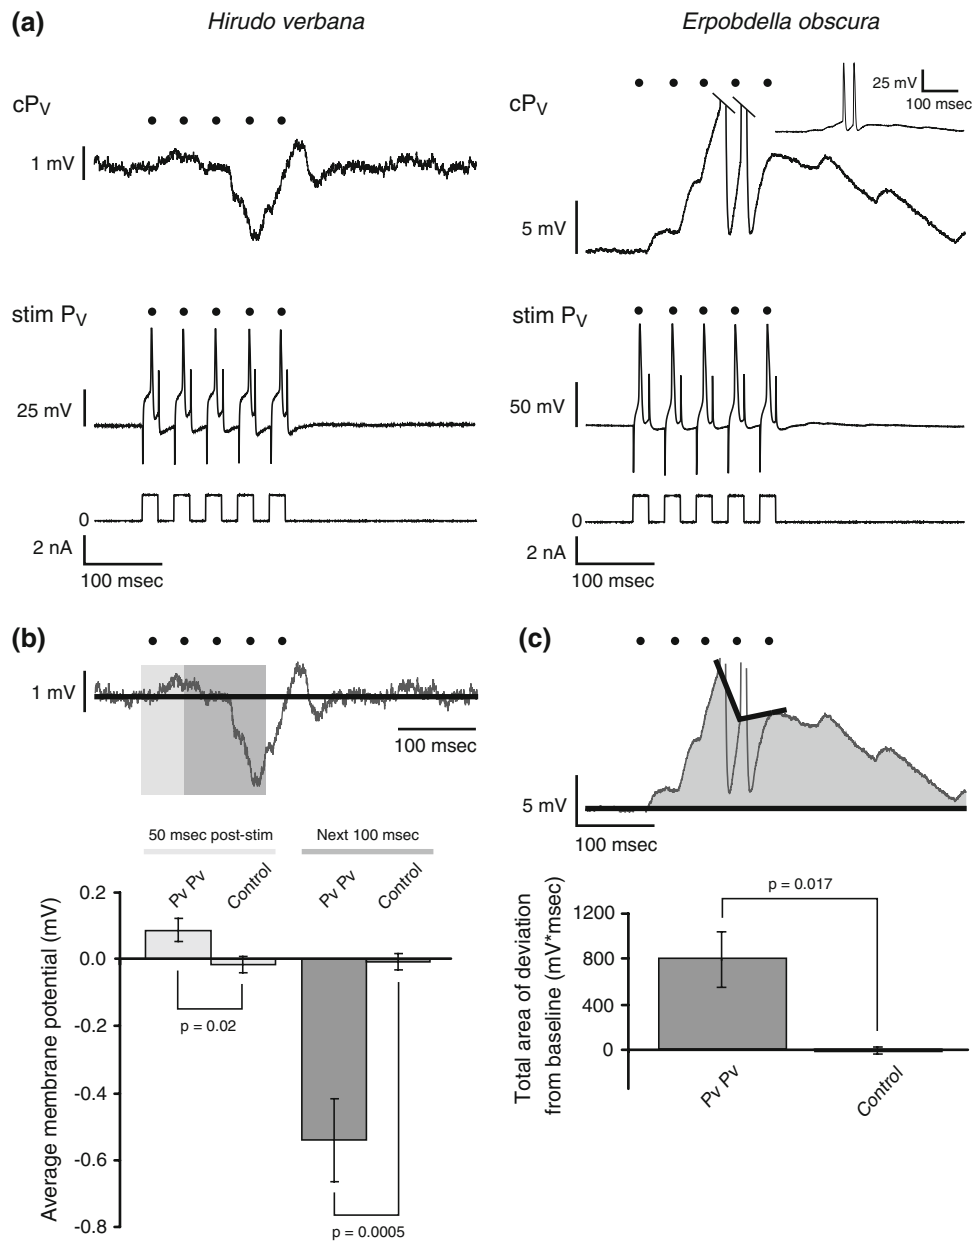 (a)
Hirudo verbana
Erpobdella obscura
cPV
1 mV
cPV
25 mV
100 msec
5 mV
stim PV
25 mV
stim PV
50 mV
0
2 nA
100 msec
0
2 nA
100 msec
(b)
1 mV
100 msec
(c)
5 mV
100 msec
50 msec post-stim
Next 100 msec
Pv Pv
Control
Pv Pv
Control
Average membrane potential (mV)
0.2
0.0
-0.2
-0.4
-0.6
-0.8
p = 0.02
p = 0.0005
Total area of deviation
from baseline (mV*msec)
1200
800
400
0
p = 0.017
Pv Pv
Control